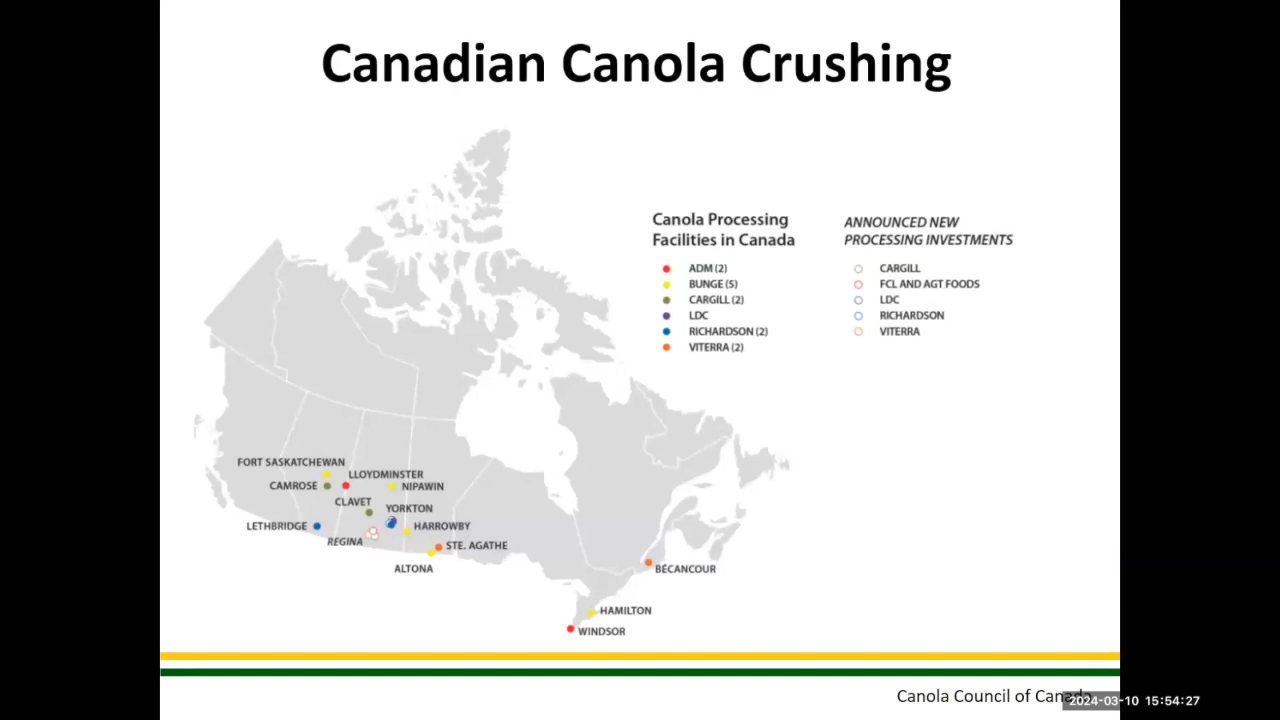 Canadian Canola Crushing
Canola Processing
Facilities in Canada
ADM (2)
BUNGE (5)
CARGILL (2)
LDC
RICHARDSON (2)
VITERRA (2)
ANNOUNCED NEW
PROCESSING INVESTMENTS
CARGILL
FCL AND AGT FOODS
LDC
RICHARDSON
VITERRA
FORT SASKATCHEWAN
LLOYDMINSTER
CAMROSE
NIPAWIN
CLAVET
YORKTON
LETHBRIDGE
HARROWBY
REGINA
STE. AGATHE
ALTONA
BÉCANCOUR
HAMILTON
WINDSOR
Canola Council of Canada
2024-03-10 15:54:27